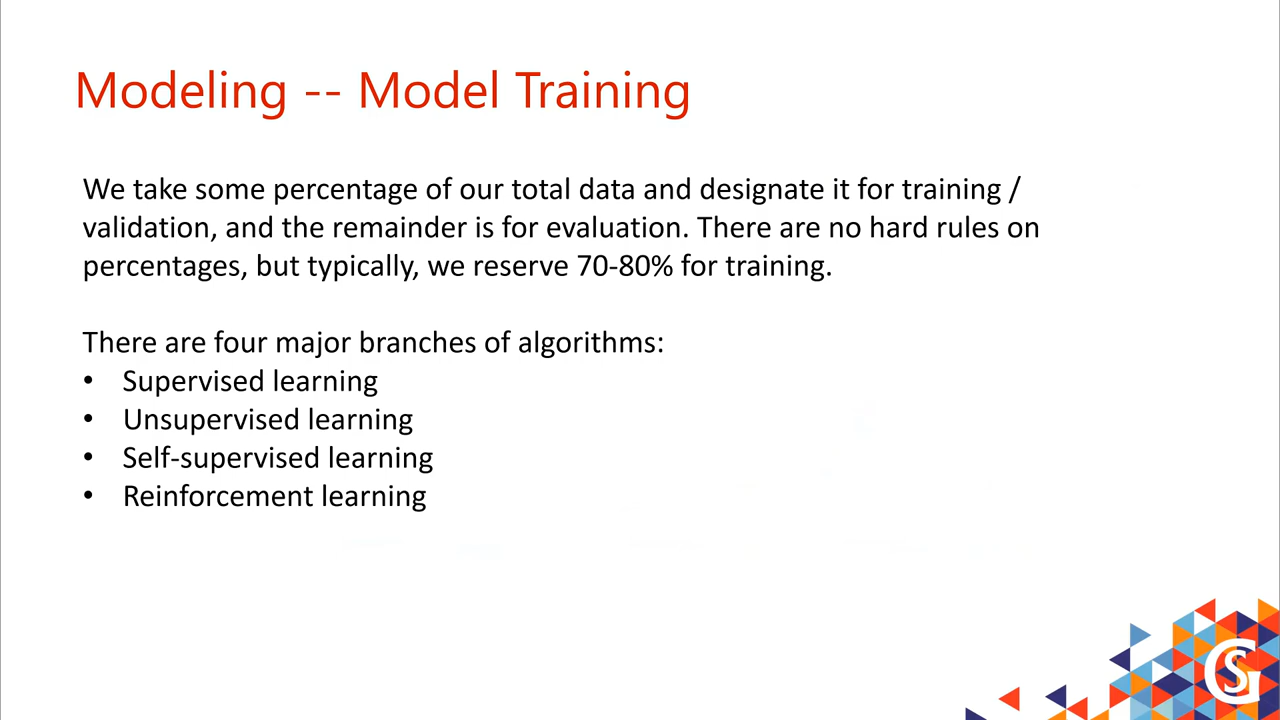 Modeling -- Model Training
We take some percentage of our total data and designate it for training /
validation, and the remainder is for evaluation. There are no hard rules on
percentages, but typically, we reserve 70-80% for training.
There are four major branches of algorithms:
• Supervised learning
• Unsupervised learning
• Self-supervised learning
• Reinforcement learning
GS